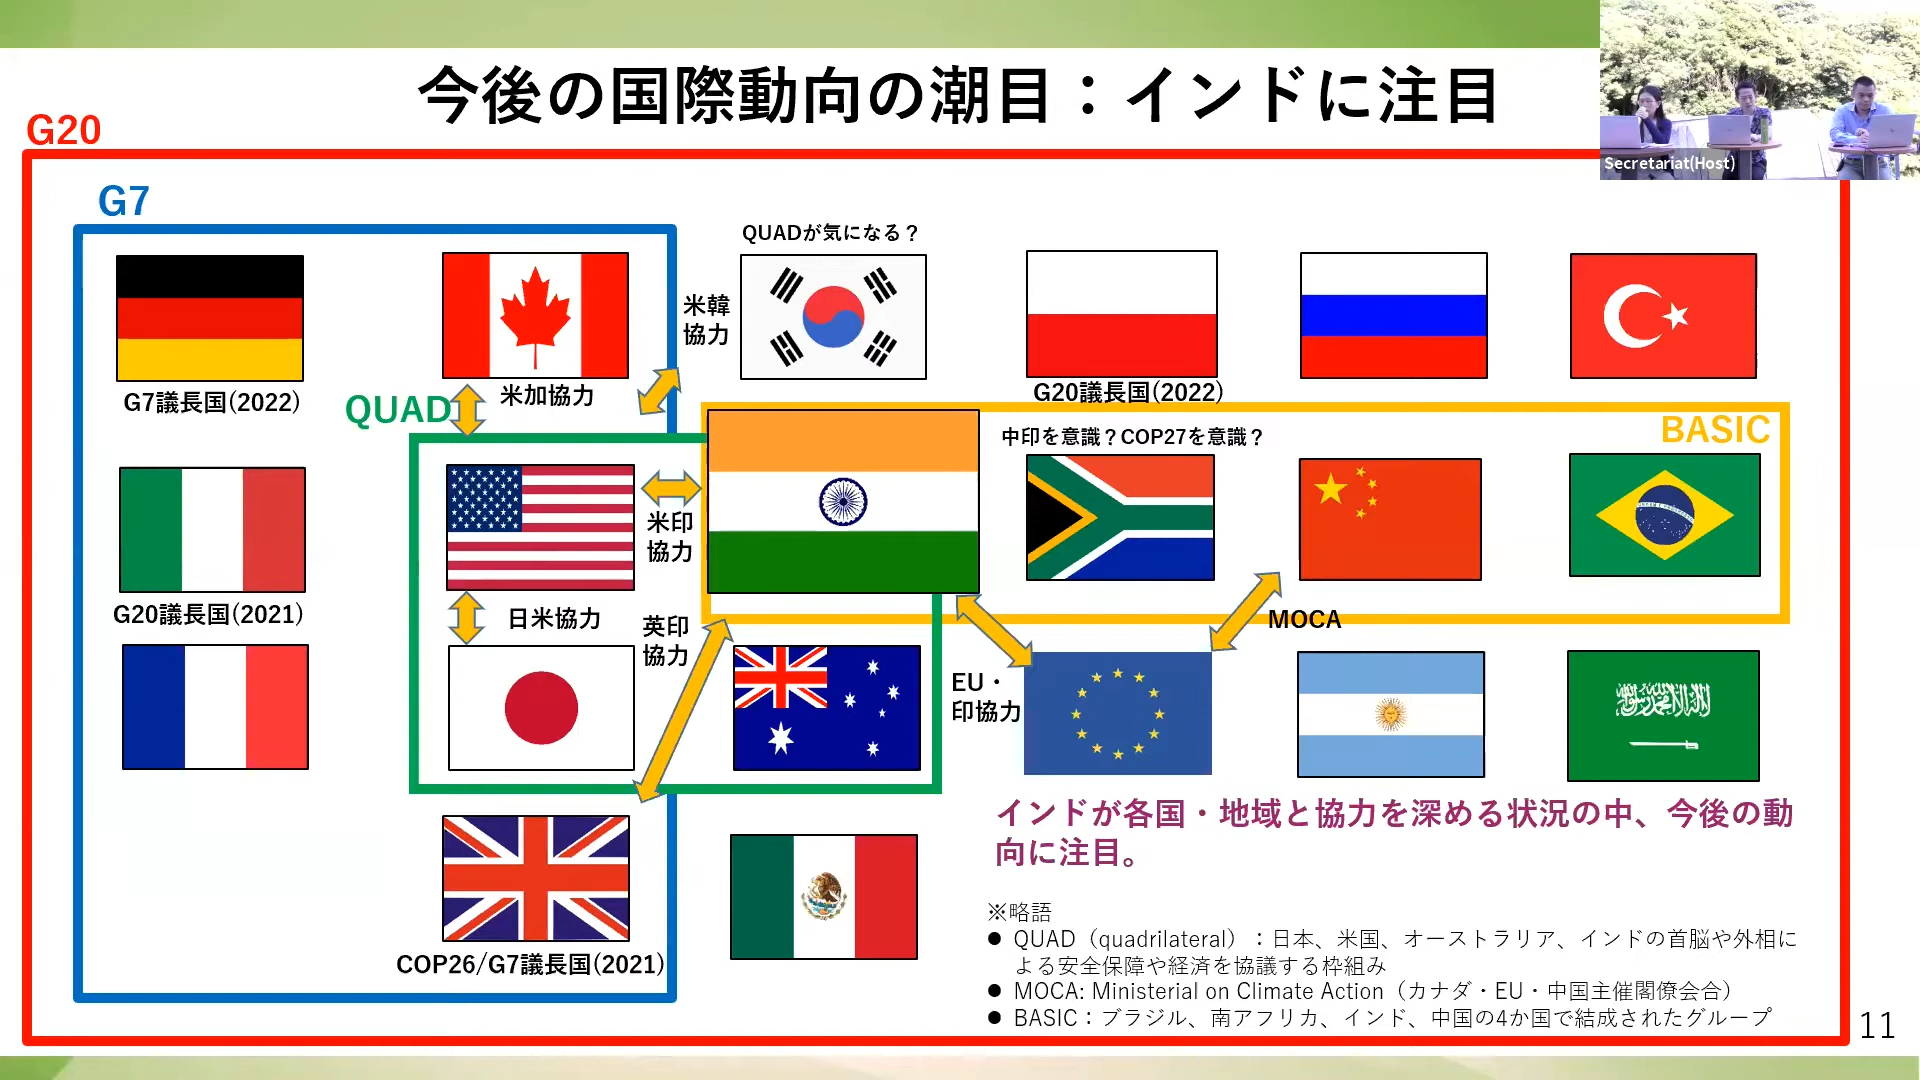 今後の国際動向の潮目：インドに注目
Secretariat(Host)
G20
G7
QUADが気になる？
米韓
協力
G7議長国(2022)
米加協力
G20議長国(2022)
QUAD
BASIC
中印を意識？COP27を意識？
米印
協力
G20議長国(2021)
日米協力
英印
協力
MOCA
EU・
印協力
インドが各国・地域と協力を深める状況の中、今後の動
向に注目。
COP26/G7議長国(2021)
※略語
● QUAD（quadrilateral）：日本、米国、オーストラリア、インドの首脳や外相に
よる安全保障や経済を協議する枠組み
● MOCA: Ministerial on Climate Action（カナダ・EU・中国主催閣僚会合）
● BASIC：ブラジル、南アフリカ、インド、中国の4か国で結成されたグループ
11